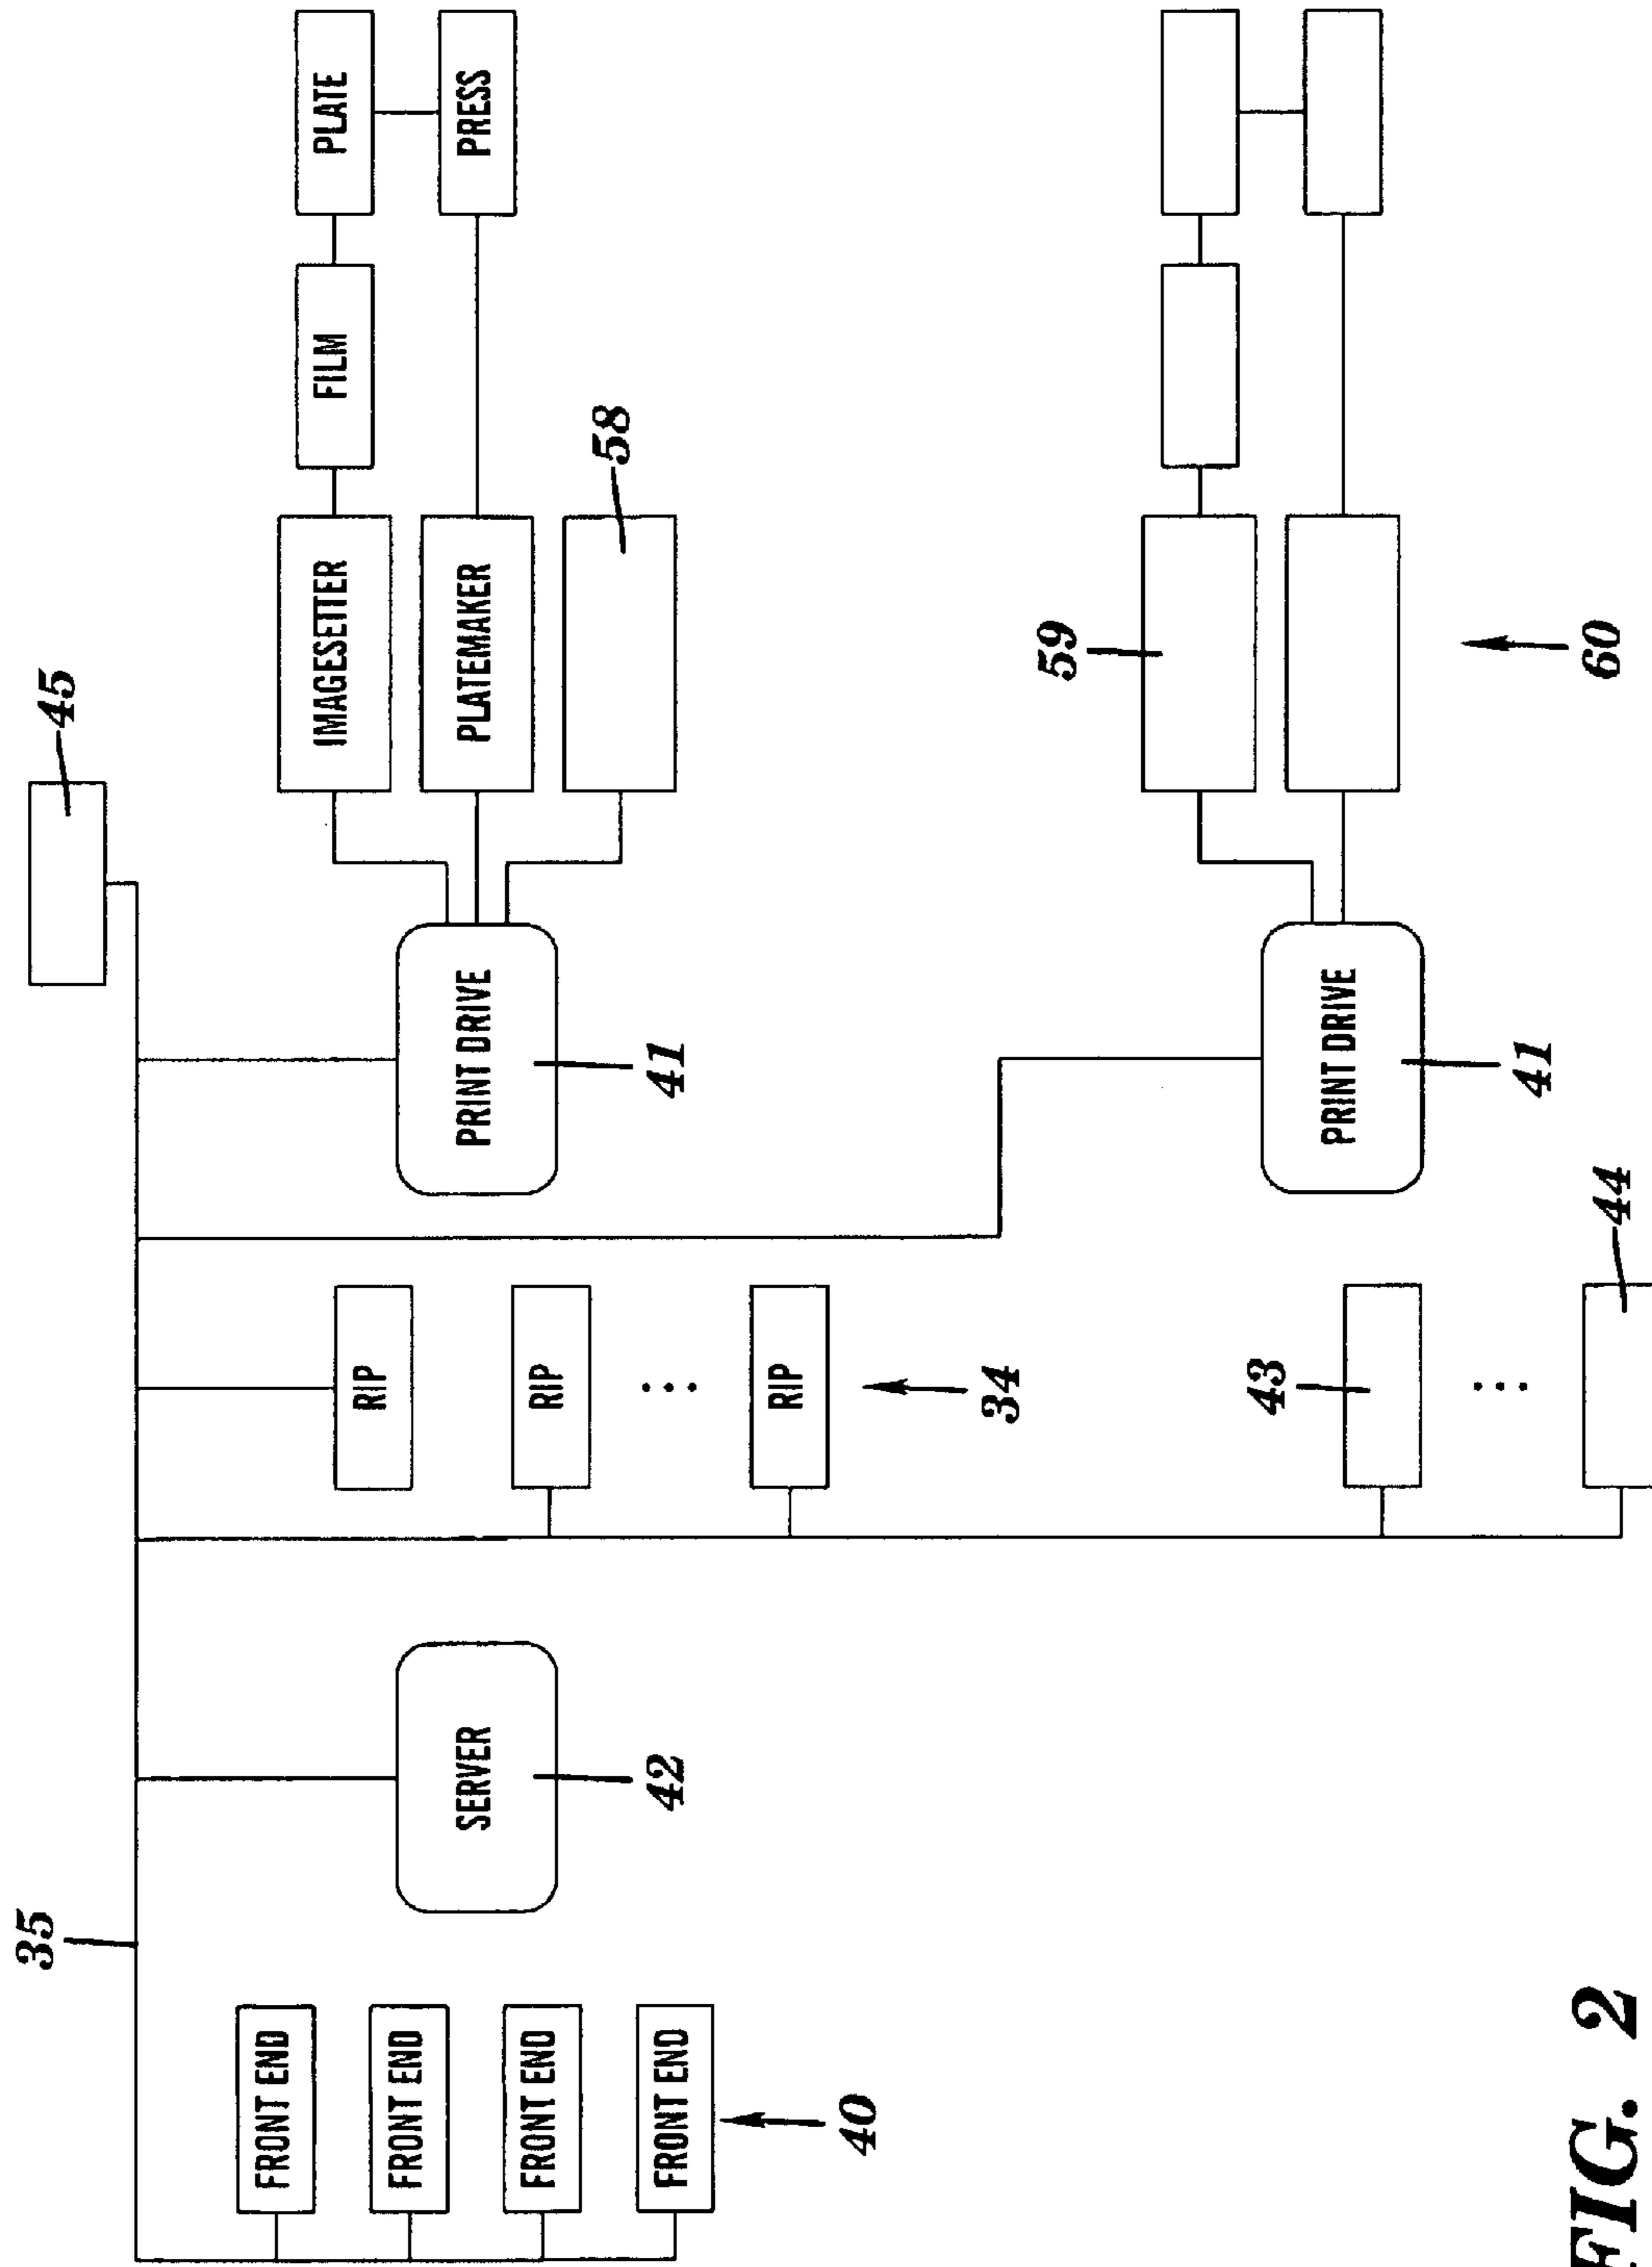 35
45
FRONT END
FRONT END
FRONT END
FRONT END
40
SERVER
42
RIP
RIP
RIP
34
43
44
PRINT DRIVE
41
IMAGESETTER
PLATEMAKER
58
FILM
PLATE
PRESS
PRINT DRIVE
41
59
60
FIG. 2